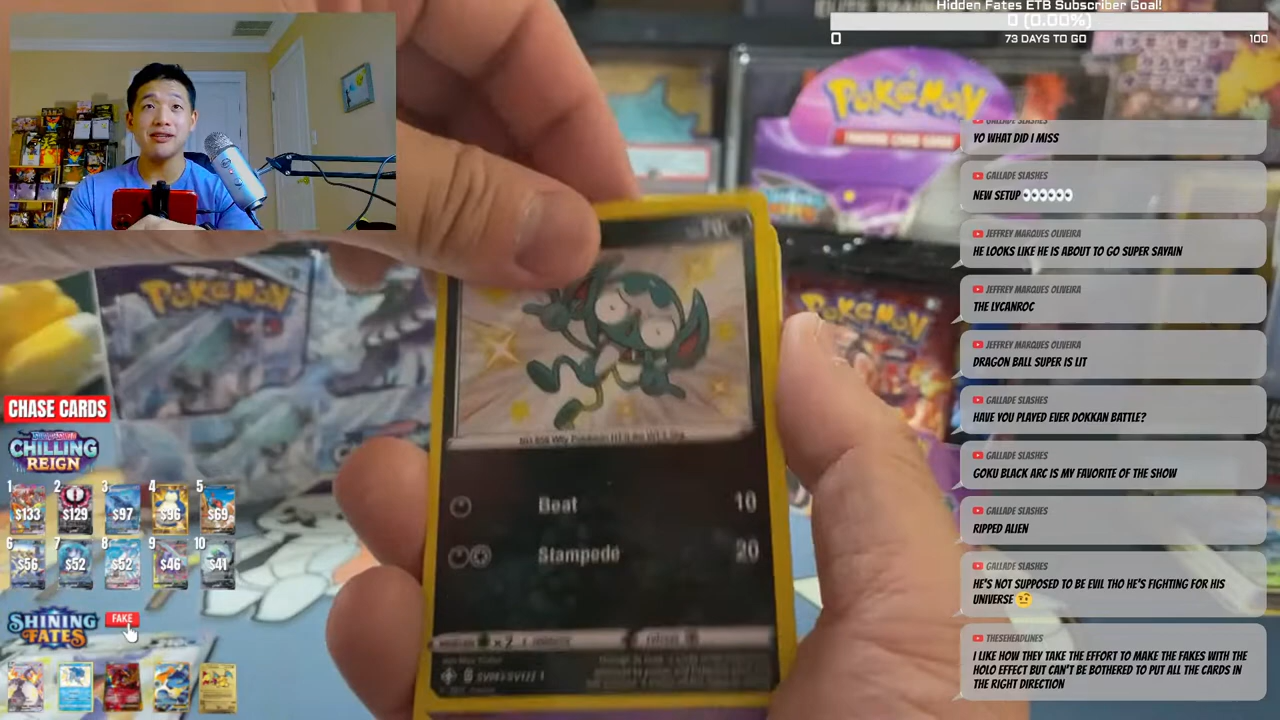 Hidden Fates ETB Subscriber Goal!
0 (0.00%)
0
73 DAYS TO GO
100
POKéMON
TRADING CARD GAME
POKéMON
POKéMON
70
Beat 10
Stampede 20
CHASE CARDS
CHILLING
REIGN
1 2 3 4 5
$133 $129 $97 $96 $69
6 7 8 9 10
$56 $52 $52 $46 $41
SHINING
FATES
FAKE
GALLADE SLASHES
YO WHAT DID I MISS
GALLADE SLASHES
NEW SETUP 👀👀👀
JEFFREY MARQUES OLIVEIRA
HE LOOKS LIKE HE IS ABOUT TO GO SUPER SAYAIN
JEFFREY MARQUES OLIVEIRA
THE LYCANROC
JEFFREY MARQUES OLIVEIRA
DRAGON BALL SUPER IS LIT
GALLADE SLASHES
HAVE YOU PLAYED EVER DOKKAN BATTLE?
GALLADE SLASHES
GOKU BLACK ARC IS MY FAVORITE OF THE SHOW
GALLADE SLASHES
RIPPED ALIEN
GALLADE SLASHES
HE'S NOT SUPPOSED TO BE EVIL THO HE'S FIGHTING FOR HIS
UNIVERSE 🤨
THESEHEADLINES
I LIKE HOW THEY TAKE THE EFFORT TO MAKE THE FAKES WITH THE
HOLO EFFECT BUT CAN'T BE BOTHERED TO PUT ALL THE CARDS IN
THE RIGHT DIRECTION